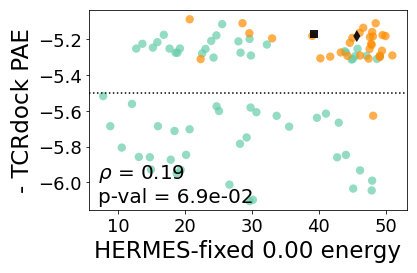 - TCRdock PAE
−5.2
−5.4
−5.6
−5.8
−6.0
ρ = 0.19
p-val = 6.9e-02
10 20 30 40 50
HERMES-fixed 0.00 energy